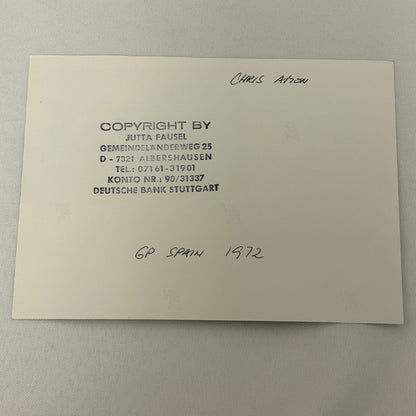 CHRIS AMON
COPYRIGHT BY
JUTTA FAUSEL
GEMEINDELÄNDERWEG 25
D - 7321 ALBERSHAUSEN
TEL.: 07161-31901
KONTO NR.: 90/31337
DEUTSCHE BANK STUTTGART
GP SPAIN 1972